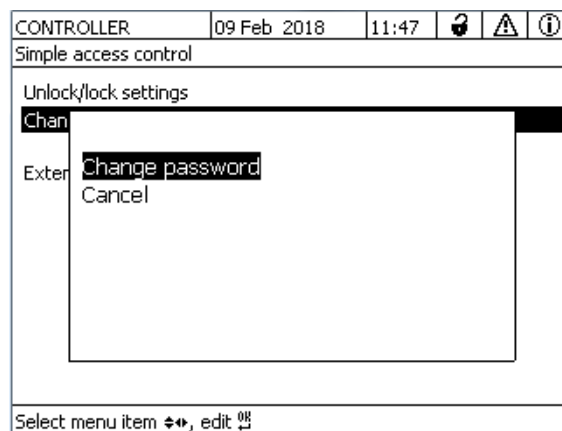 CONTROLLER 09 Feb 2018 11:47
Simple access control
Unlock/lock settings
Chan
Change password
Exter
Cancel
Select menu item, edit OK